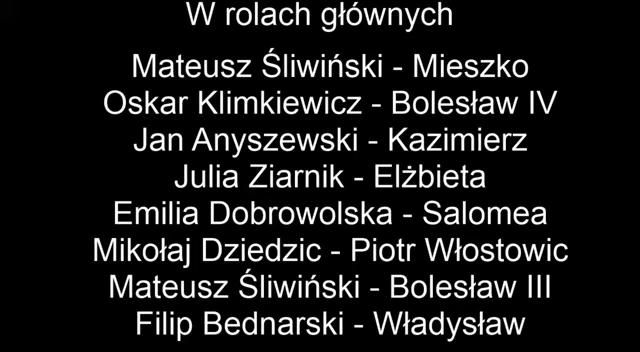 W rolach głównych
Mateusz Śliwiński - Mieszko
Oskar Klimkiewicz - Bolesław IV
Jan Anyszewski - Kazimierz
Julia Ziarnik - Elżbieta
Emilia Dobrowolska - Salomea
Mikołaj Dziedzic - Piotr Włostowic
Mateusz Śliwiński - Bolesław III
Filip Bednarski - Władysław